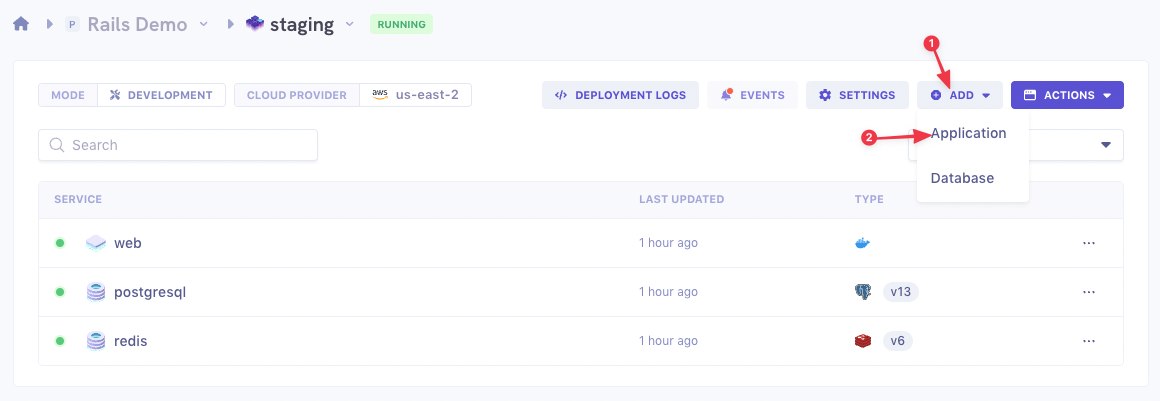 P Rails Demo staging RUNNING
1
MODE DEVELOPMENT CLOUD PROVIDER aws us-east-2 DEPLOYMENT LOGS EVENTS SETTINGS ADD ACTIONS
Search 2 Application
Database
SERVICE LAST UPDATED TYPE
web 1 hour ago ...
postgresql 1 hour ago v13 ...
redis 1 hour ago v6 ...